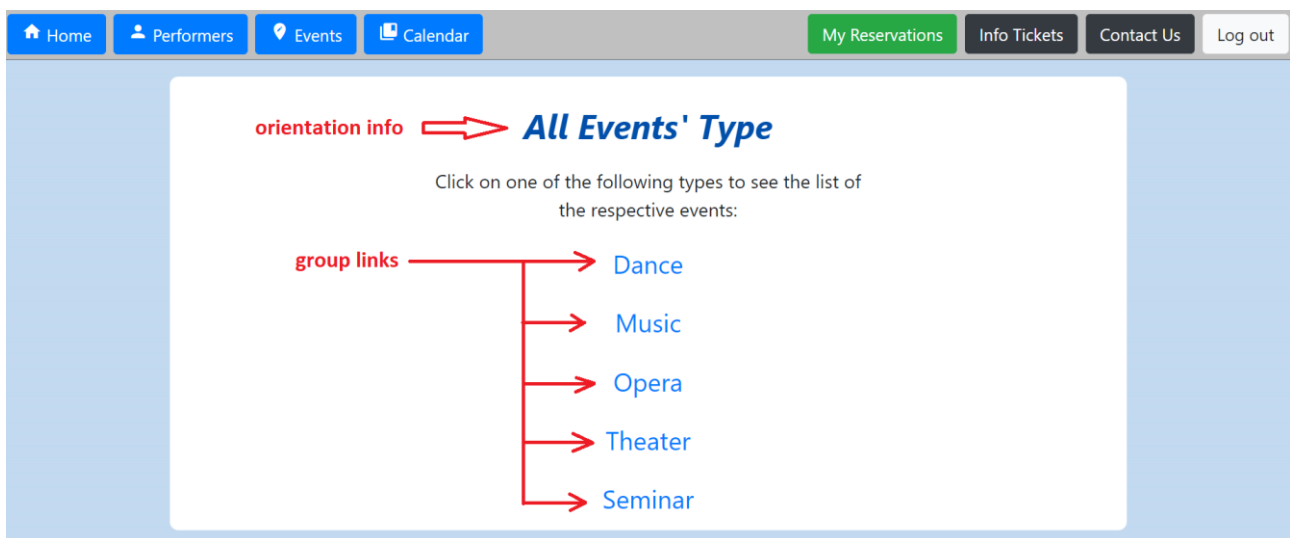 Home Performers Events Calendar My Reservations Info Tickets Contact Us Log out
orientation info All Events' Type
Click on one of the following types to see the list of
the respective events:
group links Dance
Music
Opera
Theater
Seminar